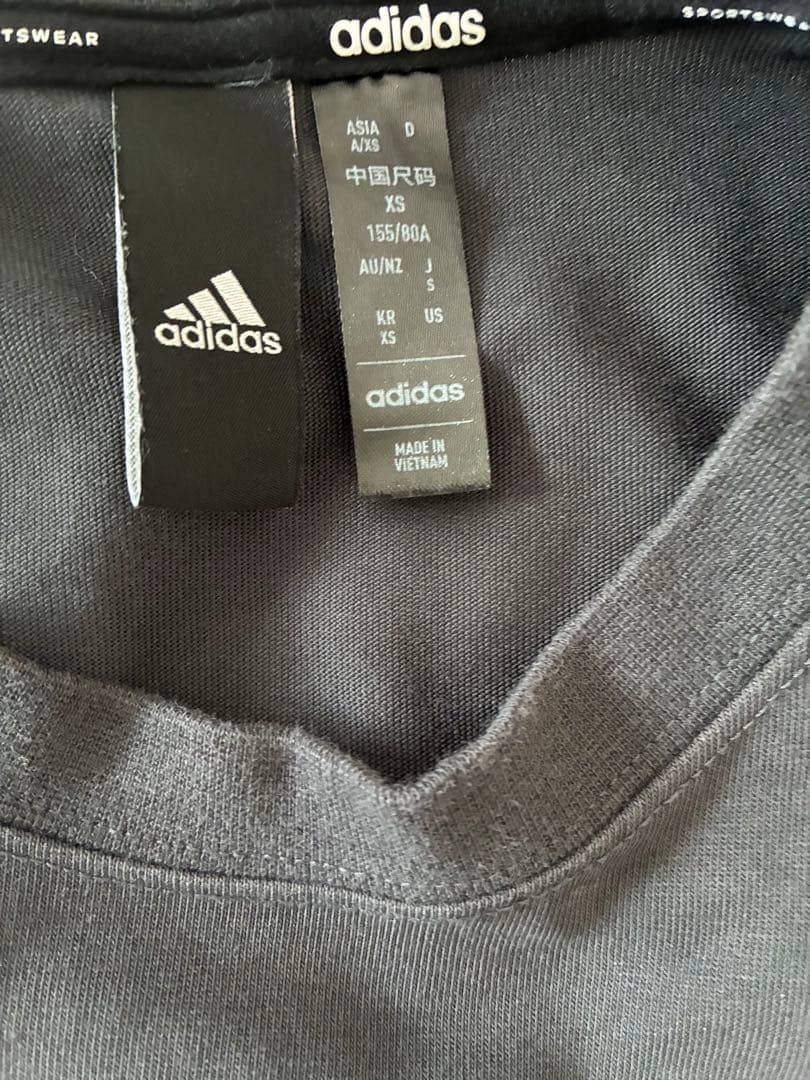 TSWEAR
adidas
SPORTSWEA
adidas
ASIA D
A/XS
中国尺码
XS
155/80A
AU/NZ J
S
KR US
XS
adidas
MADE IN
VIETNAM